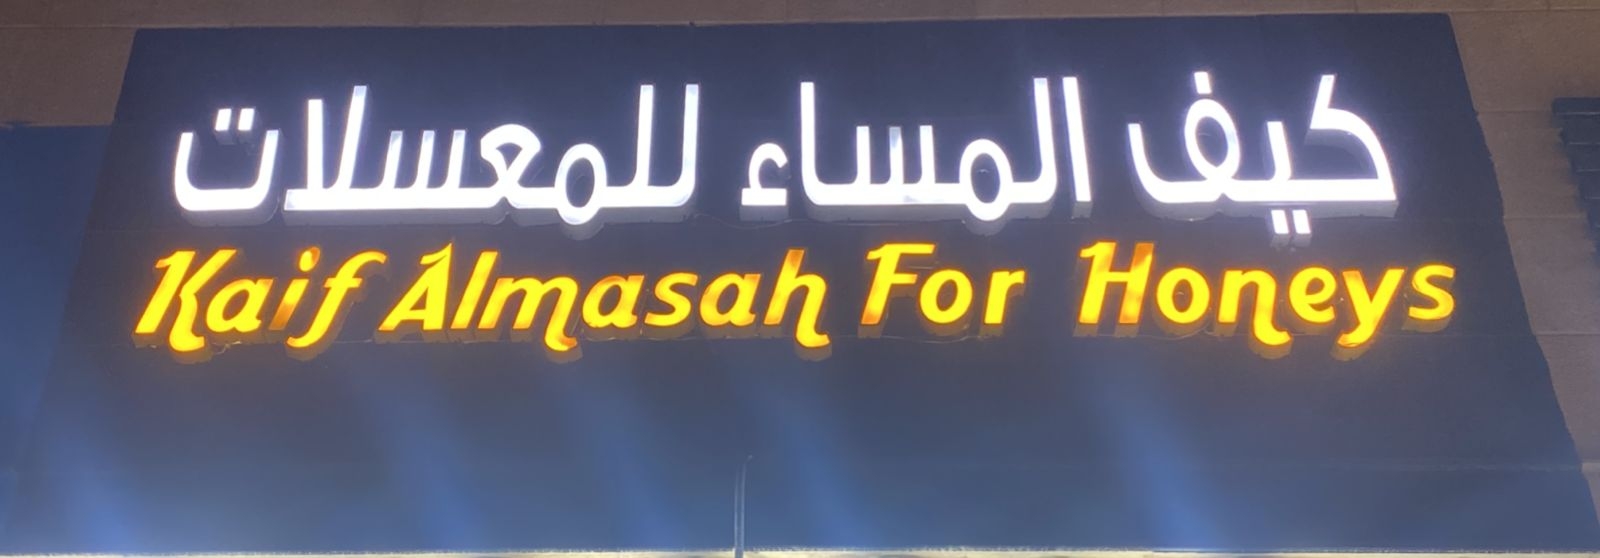 كيف المساء للمعسلات
Kaif Almasah For Honeys